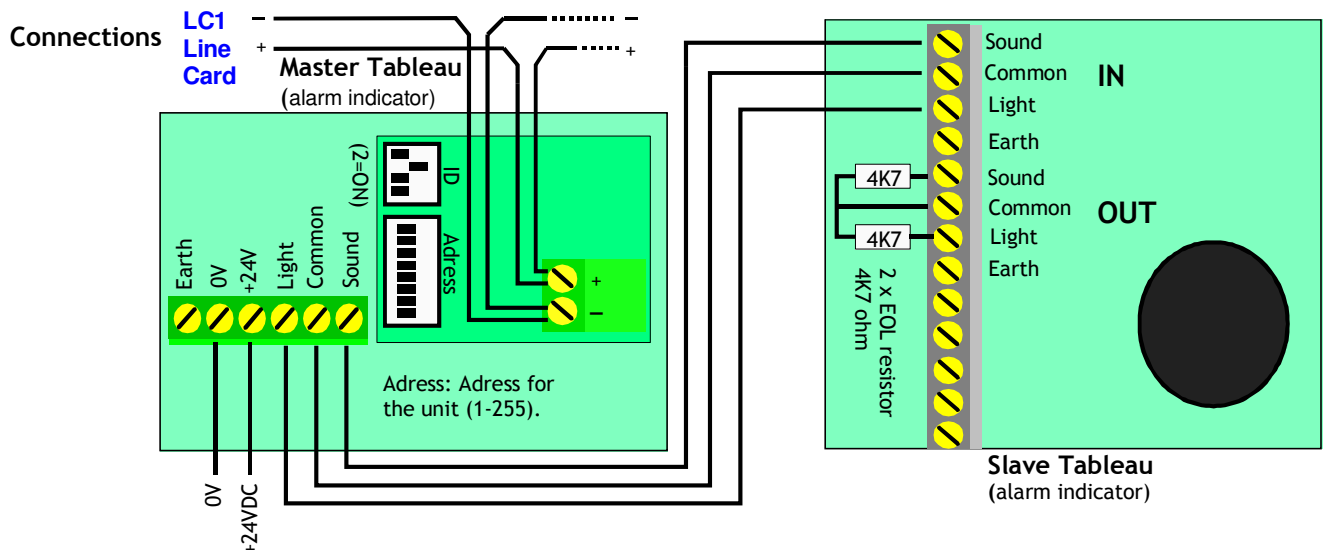 Connections
LC1
Line
Card
−
+
−
+
Master Tableau
(alarm indicator)
ID
(2=ON)
Adress
Earth
0V
+24V
Light
Common
Sound
+
−
Adress: Adress for
the unit (1-255).
0V
+24VDC
Sound
Common
Light
Earth
IN
4K7
4K7
Sound
Common
Light
Earth
OUT
2 x EOL resistor
4K7 ohm
Slave Tableau
(alarm indicator)